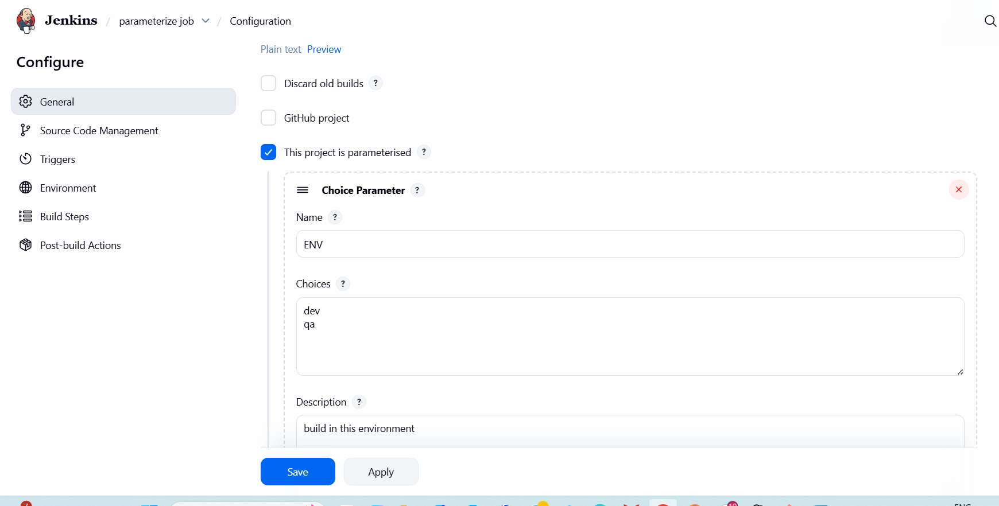 Jenkins / parameterize job / Configuration
Configure
General
Source Code Management
Triggers
Environment
Build Steps
Post-build Actions
Plain text Preview
Discard old builds ?
GitHub project
This project is parameterised ?
Choice Parameter ?
Name ?
ENV
Choices ?
dev
qa
Description ?
build in this environment
Save
Apply